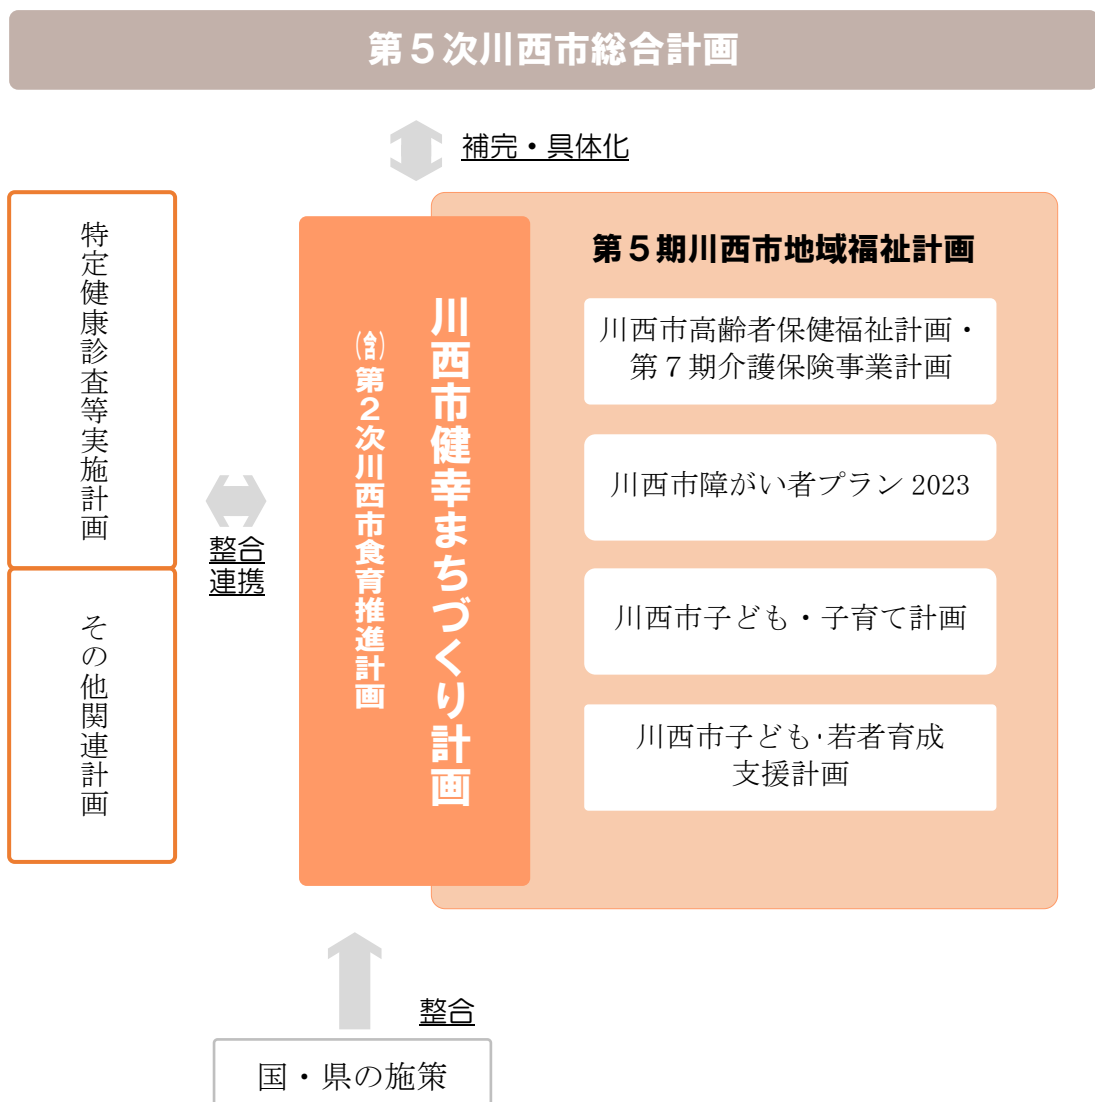 第５次川西市総合計画
補完・具体化
特定健康診査等実施計画
その他関連計画
整合
連携
川西市健幸まちづくり計画
(含)第２次川西市食育推進計画
第５期川西市地域福祉計画
川西市高齢者保健福祉計画・
第７期介護保険事業計画
川西市障がい者プラン 2023
川西市子ども・子育て計画
川西市子ども・若者育成
支援計画
整合
国・県の施策